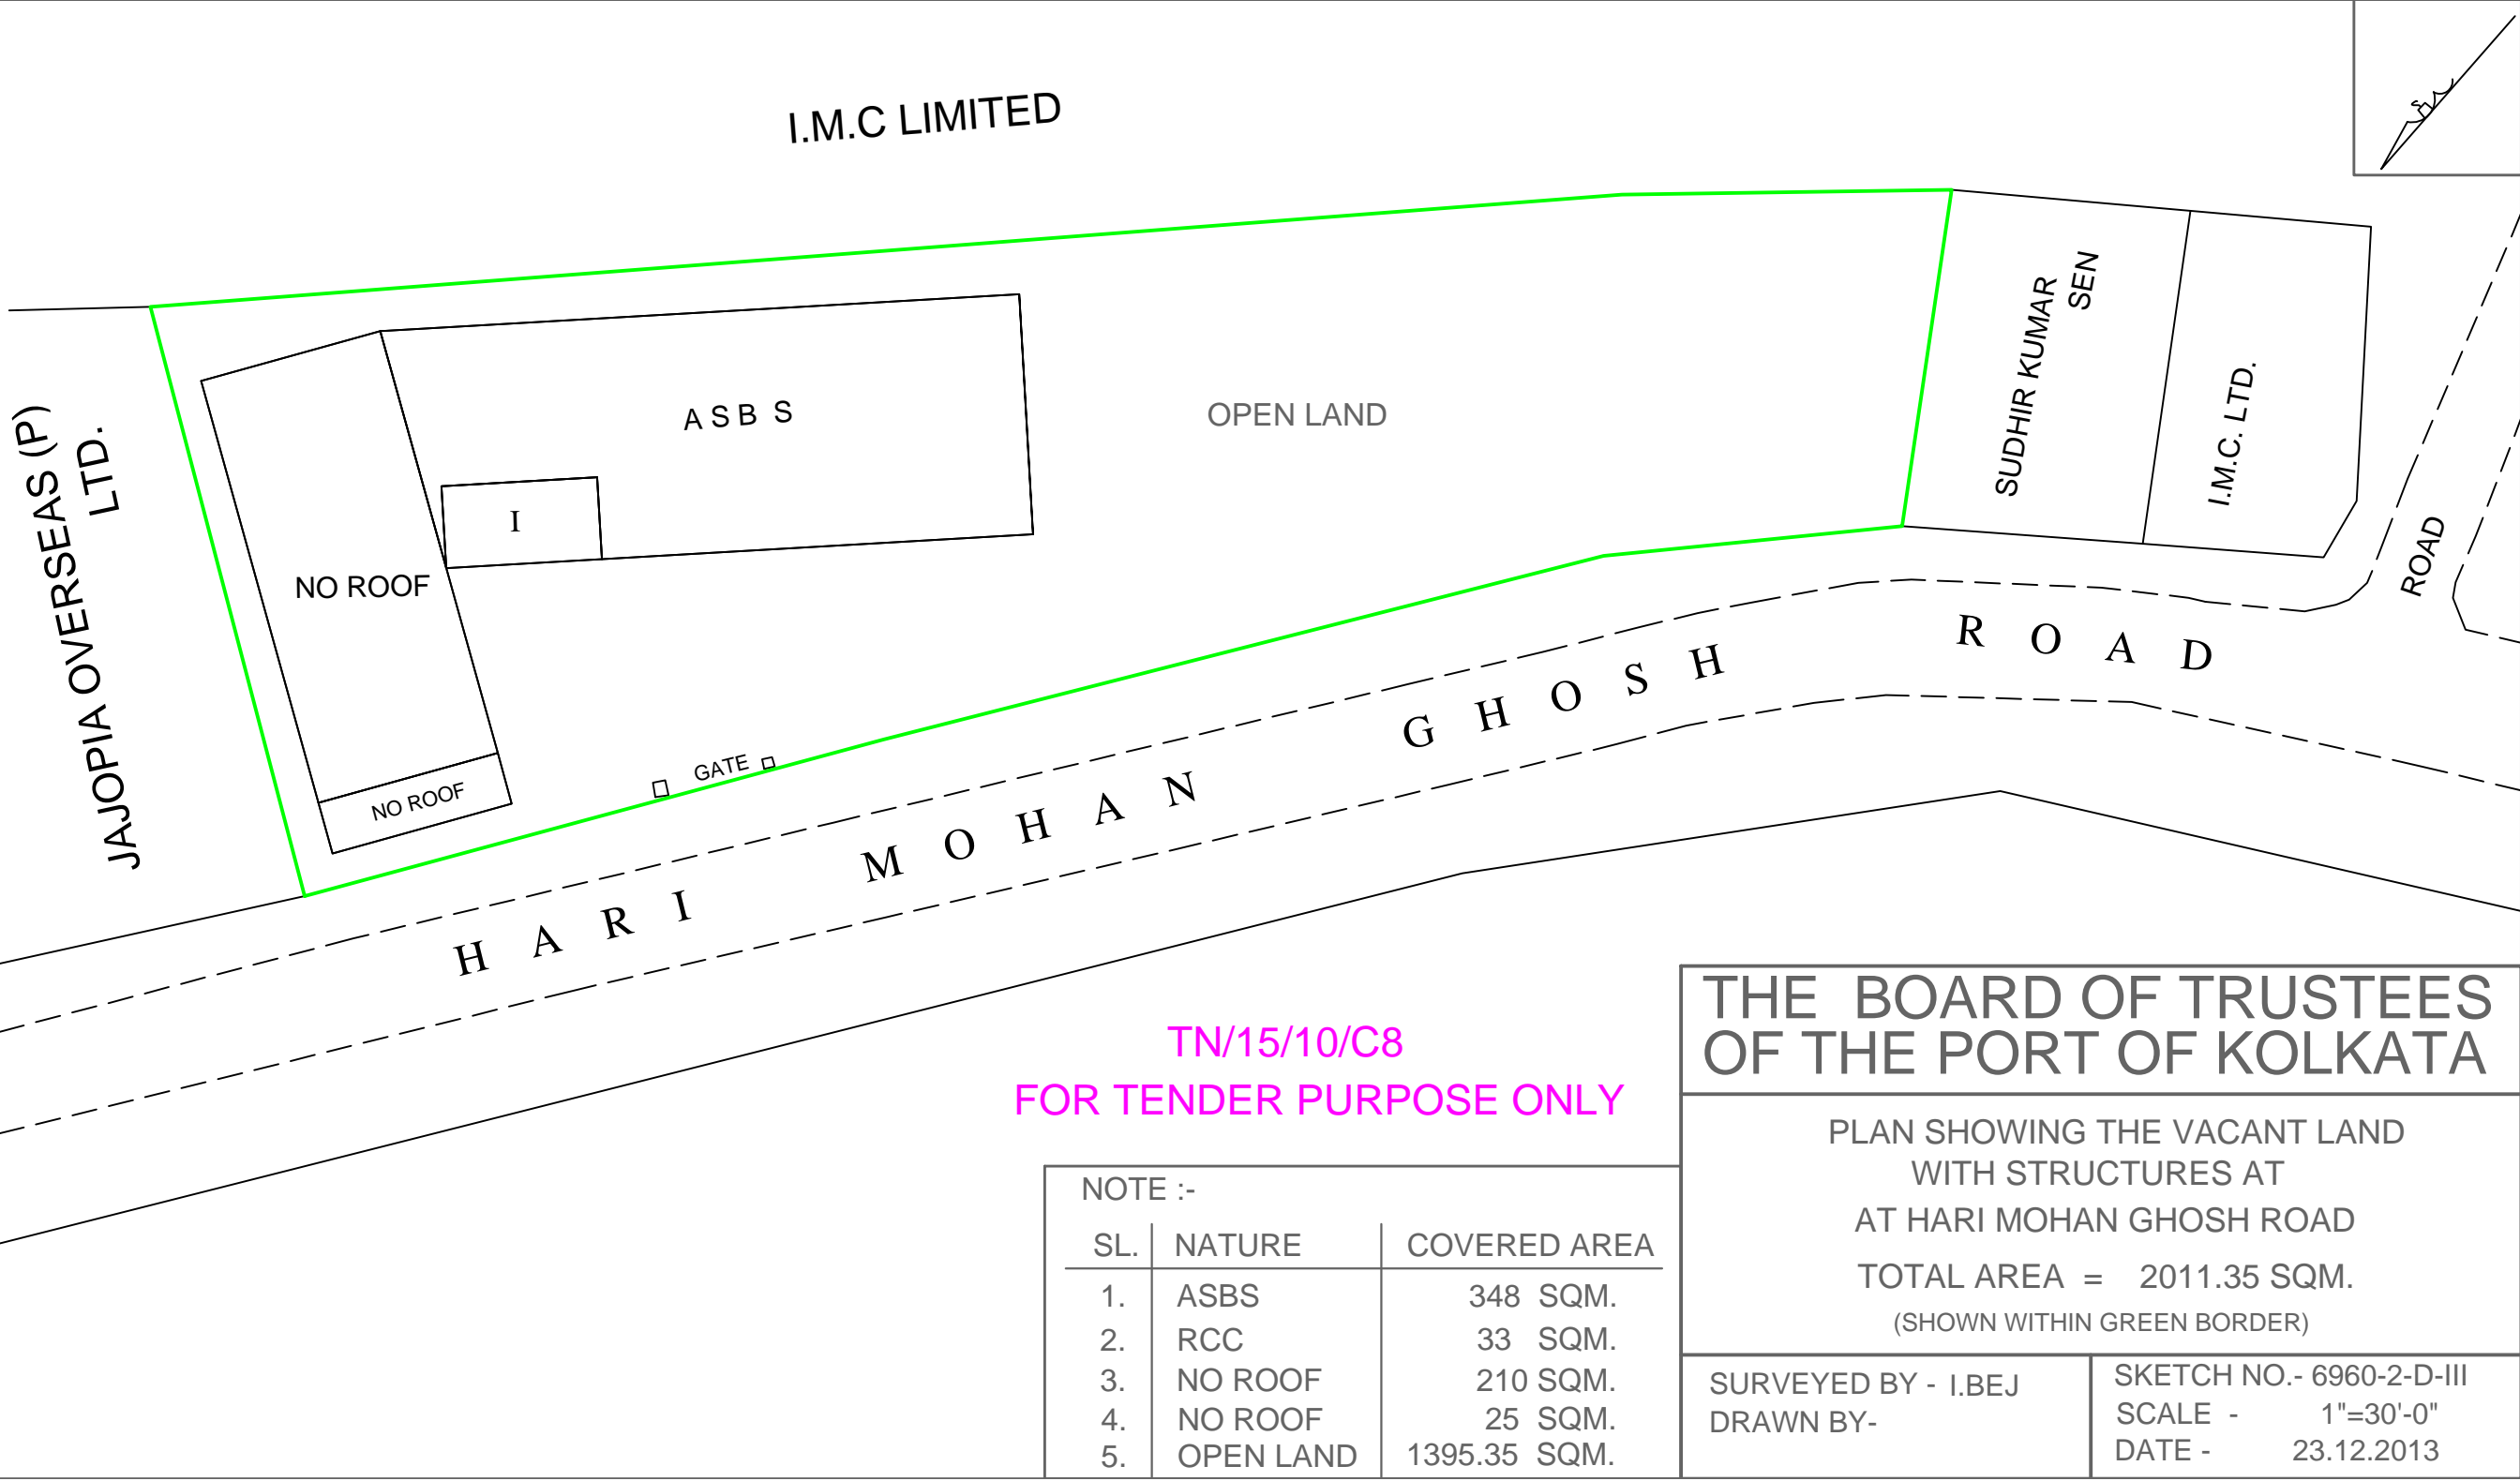 I.M.C LIMITED
JAJOPIA OVERSEAS (P)
LTD.
A S B S
I
NO ROOF
NO ROOF
GATE
OPEN LAND
SUDHIR KUMAR
SEN
I.M.C. LTD.
ROAD
HARI MOHAN GHOSH ROAD
TN/15/10/C8
FOR TENDER PURPOSE ONLY
NOTE :-
SL. NATURE COVERED AREA
1. ASBS 348 SQM.
2. RCC 33 SQM.
3. NO ROOF 210 SQM.
4. NO ROOF 25 SQM.
5. OPEN LAND 1395.35 SQM.
THE BOARD OF TRUSTEES
OF THE PORT OF KOLKATA
PLAN SHOWING THE VACANT LAND
WITH STRUCTURES AT
AT HARI MOHAN GHOSH ROAD
TOTAL AREA = 2011.35 SQM.
(SHOWN WITHIN GREEN BORDER)
SURVEYED BY - I.BEJ
DRAWN BY-
SKETCH NO.- 6960-2-D-III
SCALE - 1"=30'-0"
DATE - 23.12.2013